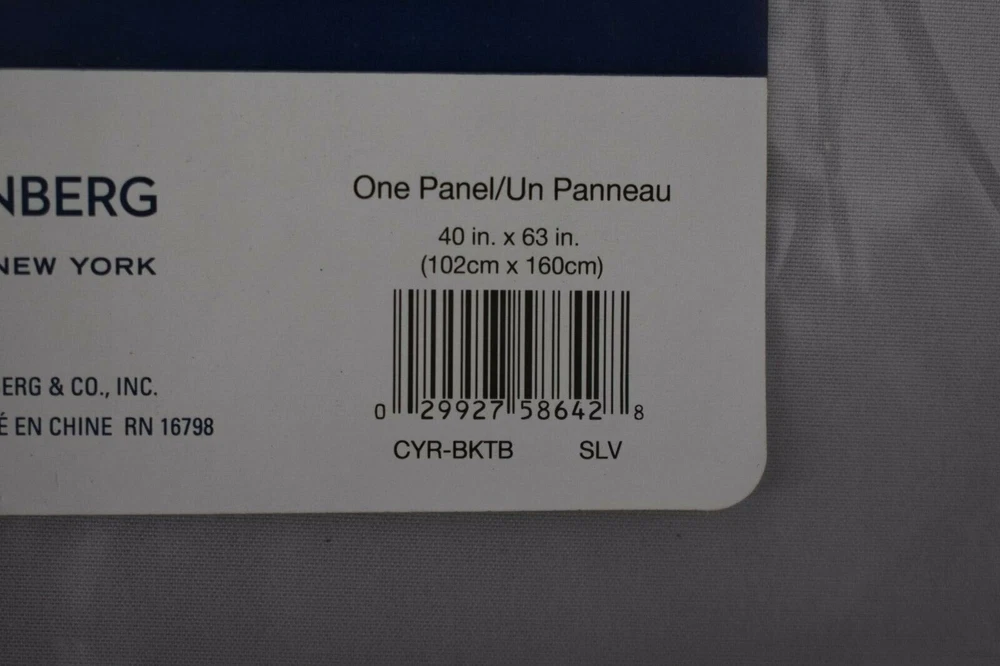 NBERG
NEW YORK
ERG & CO., INC.
É EN CHINE RN 16798
One Panel/Un Panneau
40 in. x 63 in.
(102cm x 160cm)
0 29927 58642 8
CYR-BKTB SLV